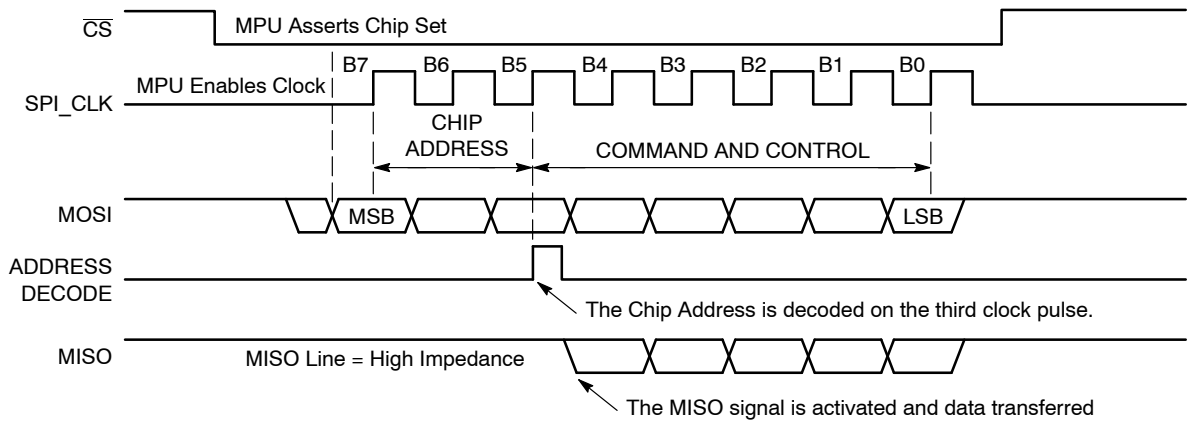 CS
MPU Asserts Chip Set
B7 B6 B5 B4 B3 B2 B1 B0
MPU Enables Clock
SPI_CLK
CHIP
ADDRESS
COMMAND AND CONTROL
MOSI
MSB
LSB
ADDRESS
DECODE
The Chip Address is decoded on the third clock pulse.
MISO
MISO Line = High Impedance
The MISO signal is activated and data transferred